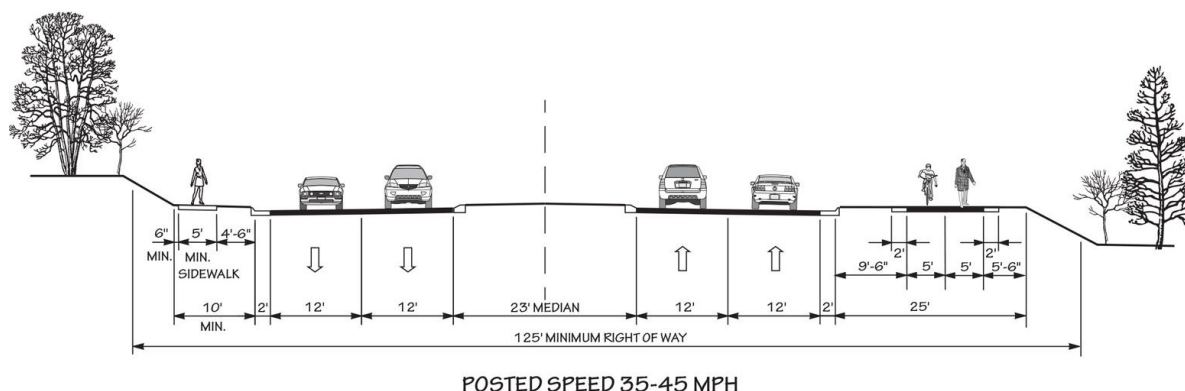 6" 5' 4'-6"
MIN. MIN.
SIDEWALK
2' 2'
9'-6" 5' 5' 5'-6"
10' 2' 12' 12' 23' MEDIAN 12' 12' 2' 25'
MIN.
125' MINIMUM RIGHT OF WAY
POSTED SPEED 35-45 MPH